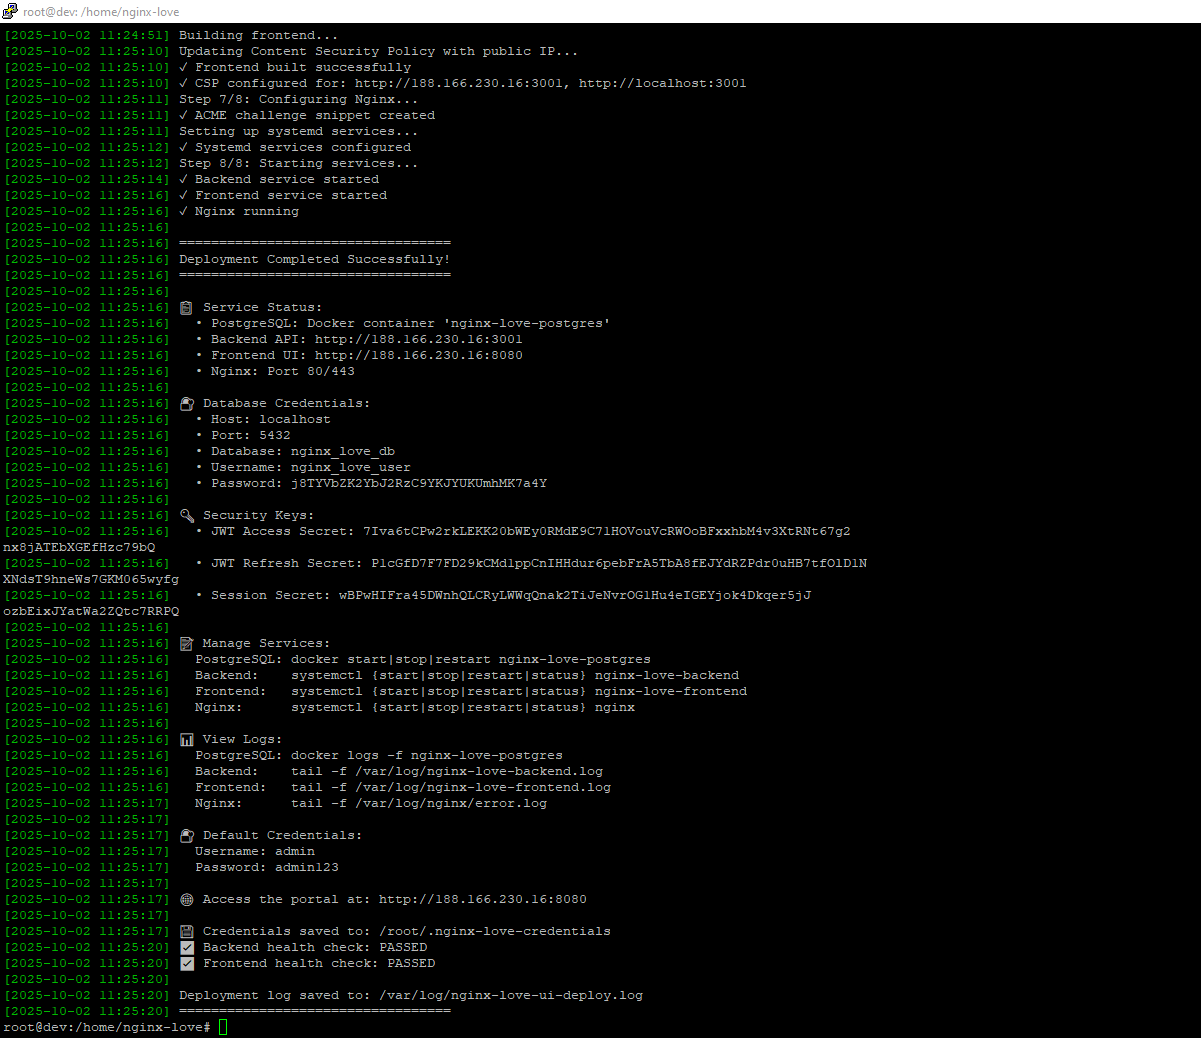 root@dev: /home/nginx-love
[2025-10-02 11:24:51] Building frontend...
[2025-10-02 11:25:10] Updating Content Security Policy with public IP...
[2025-10-02 11:25:10] ✓ Frontend built successfully
[2025-10-02 11:25:10] ✓ CSP configured for: http://188.166.230.16:3001, http://localhost:3001
[2025-10-02 11:25:11] Step 7/8: Configuring Nginx...
[2025-10-02 11:25:11] ✓ ACME challenge snippet created
[2025-10-02 11:25:11] Setting up systemd services...
[2025-10-02 11:25:12] ✓ Systemd services configured
[2025-10-02 11:25:12] Step 8/8: Starting services...
[2025-10-02 11:25:14] ✓ Backend service started
[2025-10-02 11:25:16] ✓ Frontend service started
[2025-10-02 11:25:16] ✓ Nginx running
[2025-10-02 11:25:16]
[2025-10-02 11:25:16] ==================================
[2025-10-02 11:25:16] Deployment Completed Successfully!
[2025-10-02 11:25:16] ==================================
[2025-10-02 11:25:16]
[2025-10-02 11:25:16] 📋 Service Status:
[2025-10-02 11:25:16]   • PostgreSQL: Docker container 'nginx-love-postgres'
[2025-10-02 11:25:16]   • Backend API: http://188.166.230.16:3001
[2025-10-02 11:25:16]   • Frontend UI: http://188.166.230.16:8080
[2025-10-02 11:25:16]   • Nginx: Port 80/443
[2025-10-02 11:25:16]
[2025-10-02 11:25:16] 🔐 Database Credentials:
[2025-10-02 11:25:16]   • Host: localhost
[2025-10-02 11:25:16]   • Port: 5432
[2025-10-02 11:25:16]   • Database: nginx_love_db
[2025-10-02 11:25:16]   • Username: nginx_love_user
[2025-10-02 11:25:16]   • Password: j8TYVbZK2YbJ2RzC9YKJYUKUmhMK7a4Y
[2025-10-02 11:25:16]
[2025-10-02 11:25:16] 🔑 Security Keys:
[2025-10-02 11:25:16]   • JWT Access Secret: 7Iva6tCPw2rkLEKK20bWEy0RMdE9C71HOVouVcRWOoBFxxhbM4v3XtRNt67g2
nx8jATEbXGEfHzc79bQ
[2025-10-02 11:25:16]   • JWT Refresh Secret: P1cGfD7F7FD29kCMd1ppCnIHHdur6pebFrA5TbA8fEJYdRZPdr0uHB7tfO1D1N
XNdsT9hneWs7GKM065wyfg
[2025-10-02 11:25:16]   • Session Secret: wBPwHIFra45DWnhQLCRyLWWqQnak2TiJeNvrOG1Hu4eIGEYjok4Dkqer5jJ
ozbEixJYatWa2ZQtc7RRPQ
[2025-10-02 11:25:16]
[2025-10-02 11:25:16] 📝 Manage Services:
[2025-10-02 11:25:16]   PostgreSQL: docker start|stop|restart nginx-love-postgres
[2025-10-02 11:25:16]   Backend:    systemctl {start|stop|restart|status} nginx-love-backend
[2025-10-02 11:25:16]   Frontend:   systemctl {start|stop|restart|status} nginx-love-frontend
[2025-10-02 11:25:16]   Nginx:      systemctl {start|stop|restart|status} nginx
[2025-10-02 11:25:16]
[2025-10-02 11:25:16] 📊 View Logs:
[2025-10-02 11:25:16]   PostgreSQL: docker logs -f nginx-love-postgres
[2025-10-02 11:25:16]   Backend:    tail -f /var/log/nginx-love-backend.log
[2025-10-02 11:25:16]   Frontend:   tail -f /var/log/nginx-love-frontend.log
[2025-10-02 11:25:17]   Nginx:      tail -f /var/log/nginx/error.log
[2025-10-02 11:25:17]
[2025-10-02 11:25:17] 🔐 Default Credentials:
[2025-10-02 11:25:17]   Username: admin
[2025-10-02 11:25:17]   Password: admin123
[2025-10-02 11:25:17]
[2025-10-02 11:25:17] 🌐 Access the portal at: http://188.166.230.16:8080
[2025-10-02 11:25:17]
[2025-10-02 11:25:17] 💾 Credentials saved to: /root/.nginx-love-credentials
[2025-10-02 11:25:20] ✅ Backend health check: PASSED
[2025-10-02 11:25:20] ✅ Frontend health check: PASSED
[2025-10-02 11:25:20]
[2025-10-02 11:25:20] Deployment log saved to: /var/log/nginx-love-ui-deploy.log
[2025-10-02 11:25:20] ==================================
root@dev:/home/nginx-love#